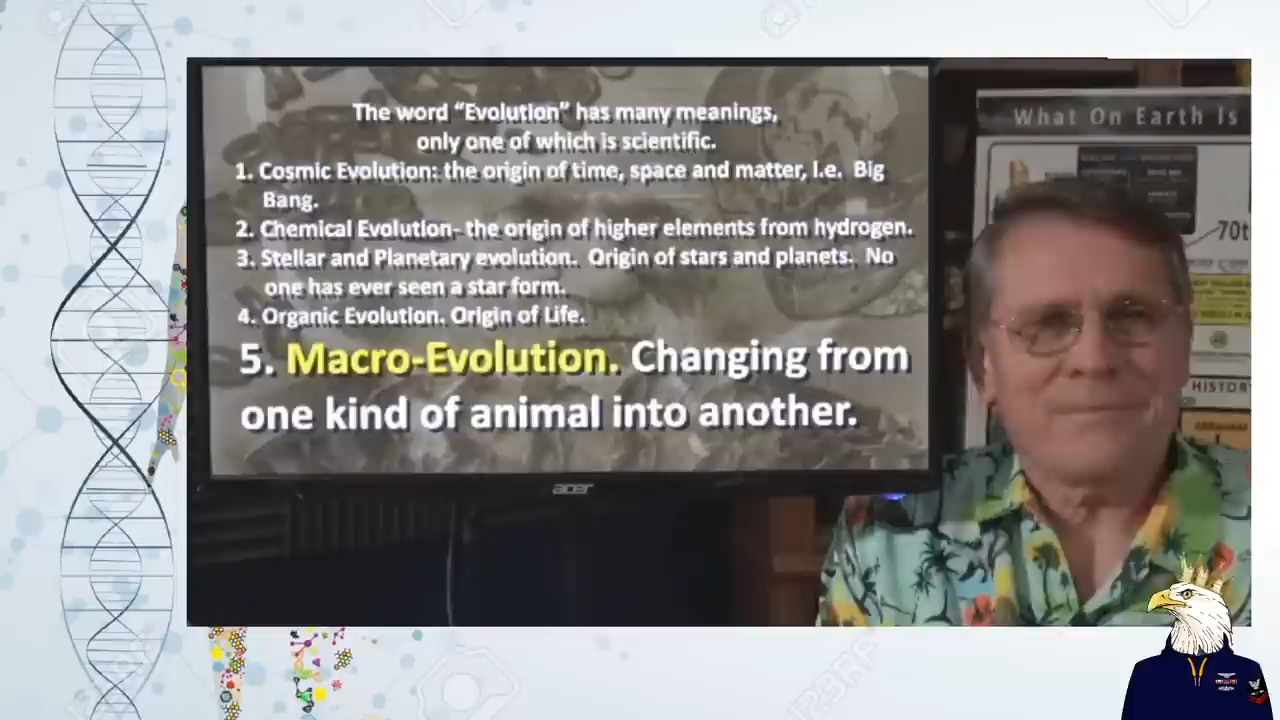 The word “Evolution” has many meanings,
only one of which is scientific.
1. Cosmic Evolution: the origin of time, space and matter, I.e. Big
Bang.
2. Chemical Evolution- the origin of higher elements from hydrogen.
3. Stellar and Planetary evolution. Origin of stars and planets. No
one has ever seen a star form.
4. Organic Evolution. Origin of Life.
5. Macro-Evolution. Changing from
one kind of animal into another.
acer
What On Earth Is
70t
HISTOR
123RF